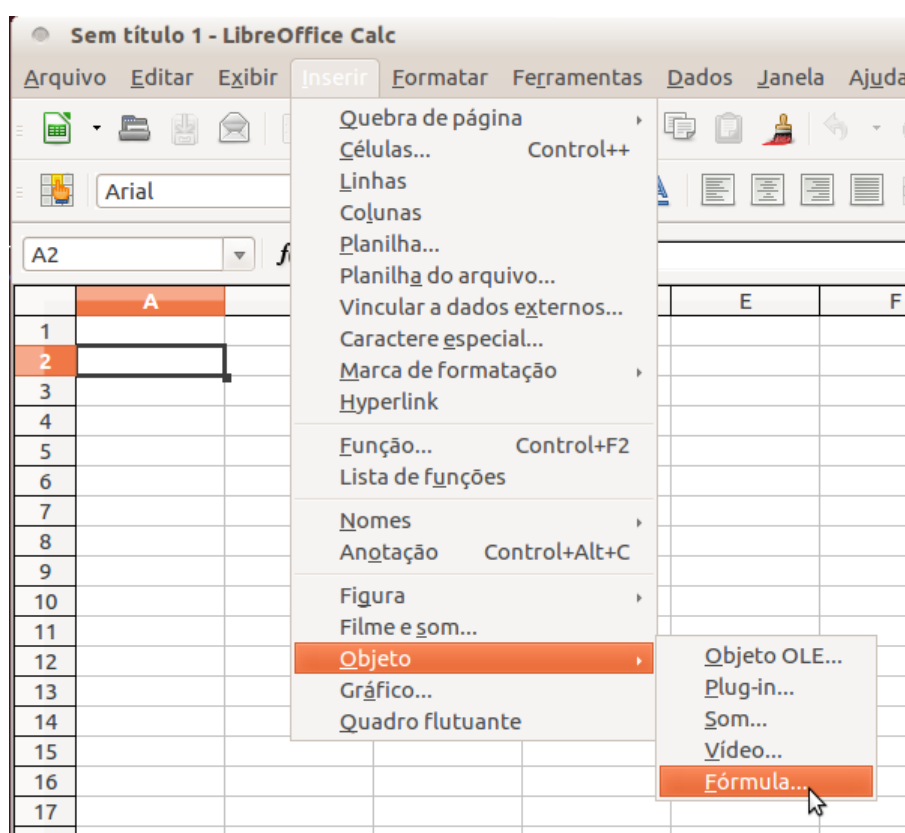 Sem título 1 - LibreOffice Calc
Arquivo Editar Exibir Inserir Formatar Ferramentas Dados Janela Ajuda
Arial
A2
A E F
1
2
3
4
5
6
7
8
9
10
11
12
13
14
15
16
17
Quebra de página
Células... Control++
Linhas
Colunas
Planilha...
Planilha do arquivo...
Vincular a dados externos...
Caractere especial...
Marca de formatação
Hyperlink
Função... Control+F2
Lista de funções
Nomes
Anotação Control+Alt+C
Figura
Filme e som...
Objeto
Gráfico...
Quadro flutuante
Objeto OLE...
Plug-in...
Som...
Vídeo...
Fórmula...